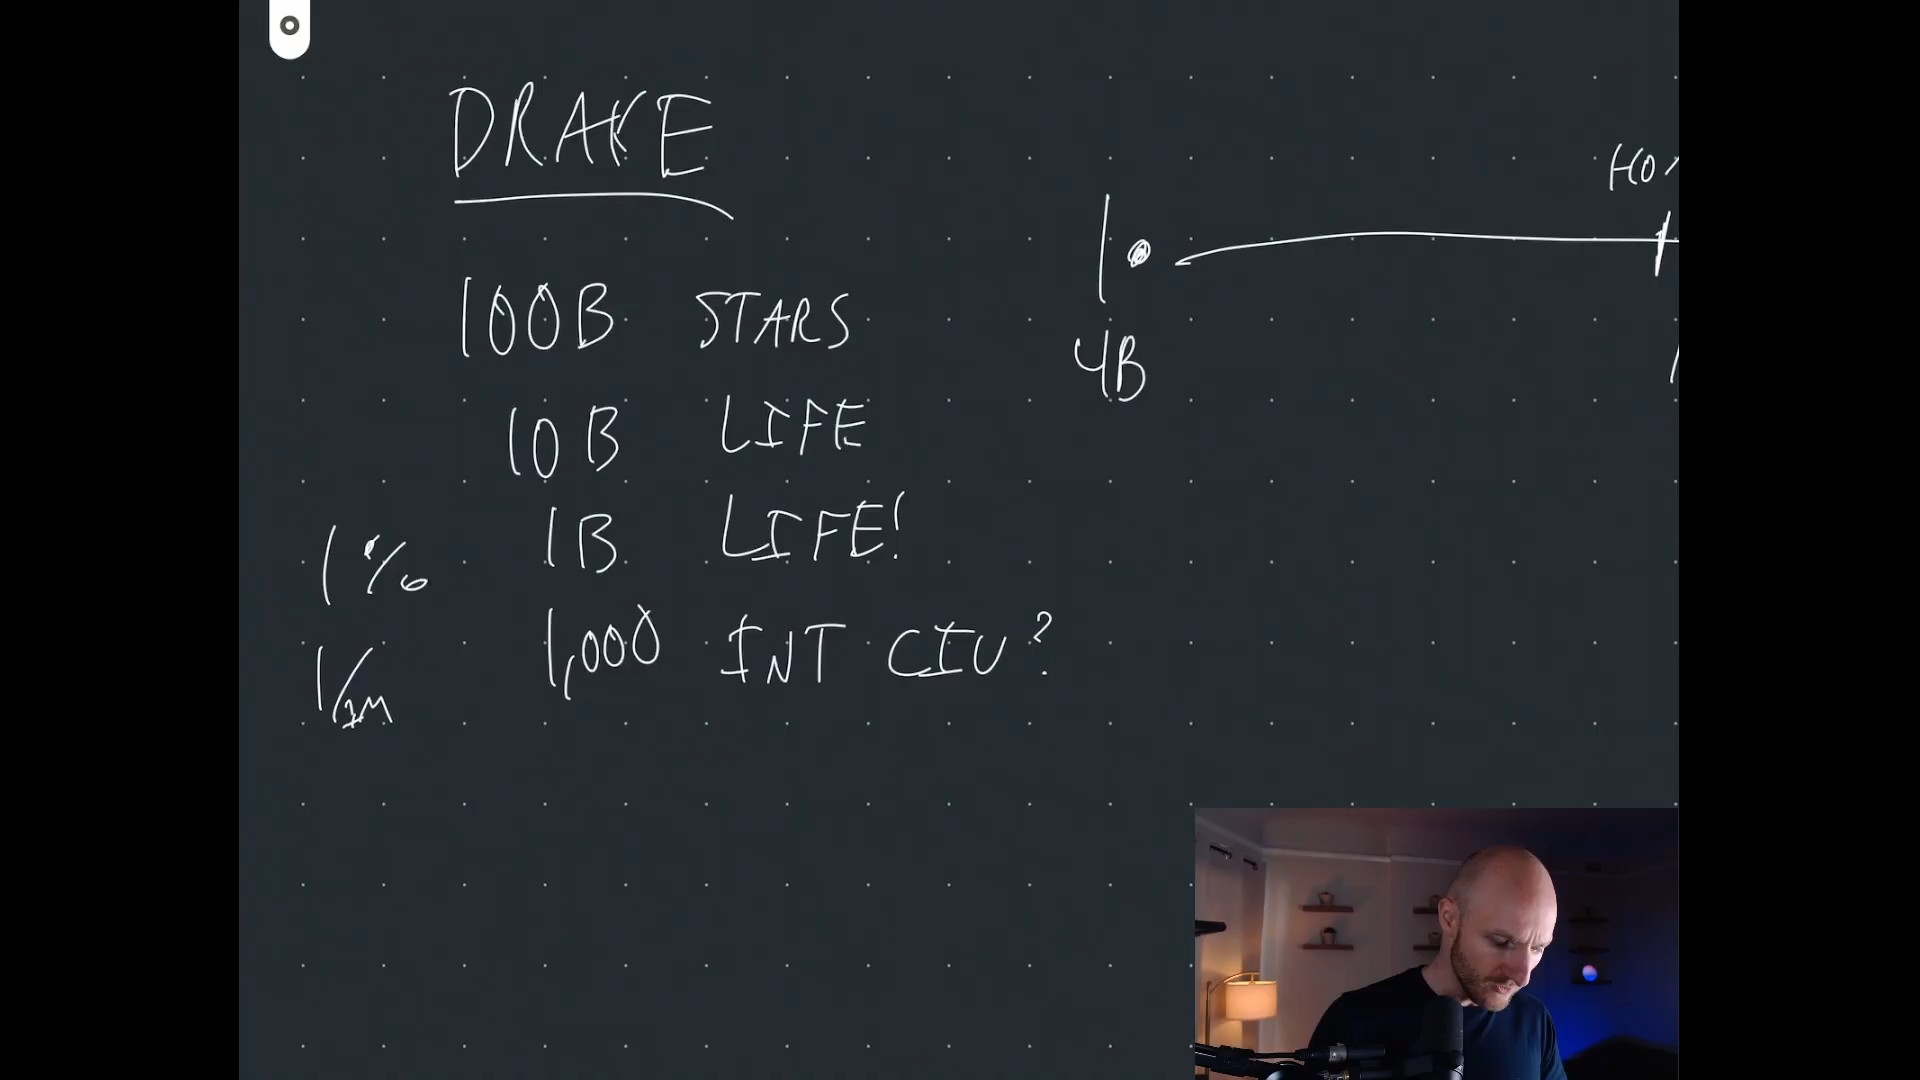 DRAKE
100B STARS
10B LIFE
1B LIFE!
1%
1,000 INT CIV?
1/1M
4B